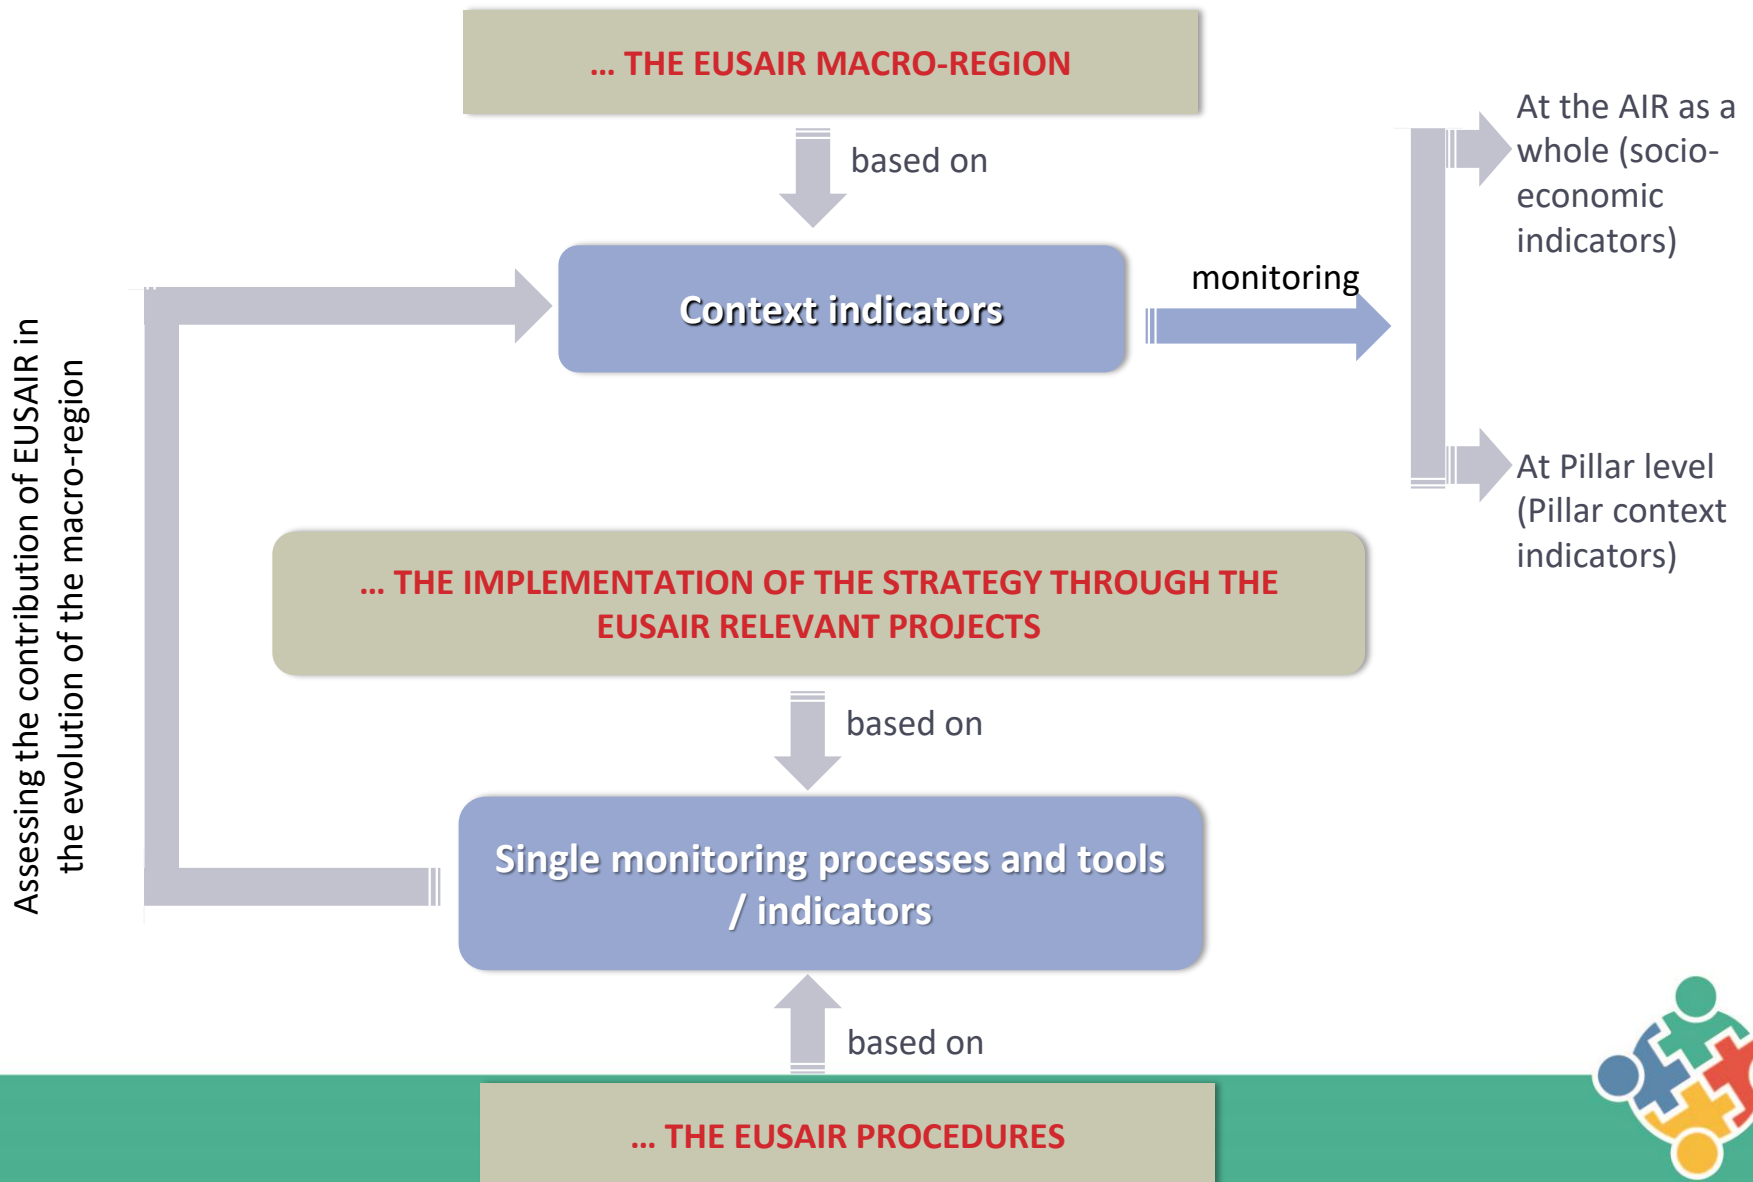 ... THE EUSAIR MACRO-REGION
based on
At the AIR as a
whole (socio-
economic
indicators)
Context indicators
monitoring
Assessing the contribution of EUSAIR in
the evolution of the macro-region
At Pillar level
(Pillar context
indicators)
... THE IMPLEMENTATION OF THE STRATEGY THROUGH THE
EUSAIR RELEVANT PROJECTS
based on
Single monitoring processes and tools
/ indicators
based on
... THE EUSAIR PROCEDURES